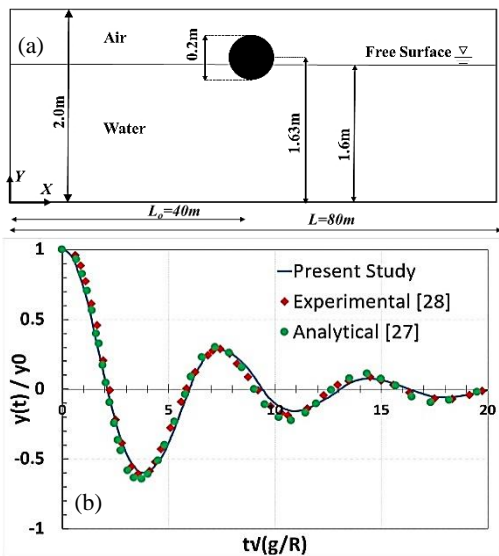 (a)
Air
0.2m
Free Surface
2.0m
Water
1.63m
1.6m
Y
X
Lo=40m
L=80m
1
0.5
0
-0.5
-1
y(t) / y0
Present Study
Experimental [28]
Analytical [27]
0 5 10 15 20
(b)
t√(g/R)